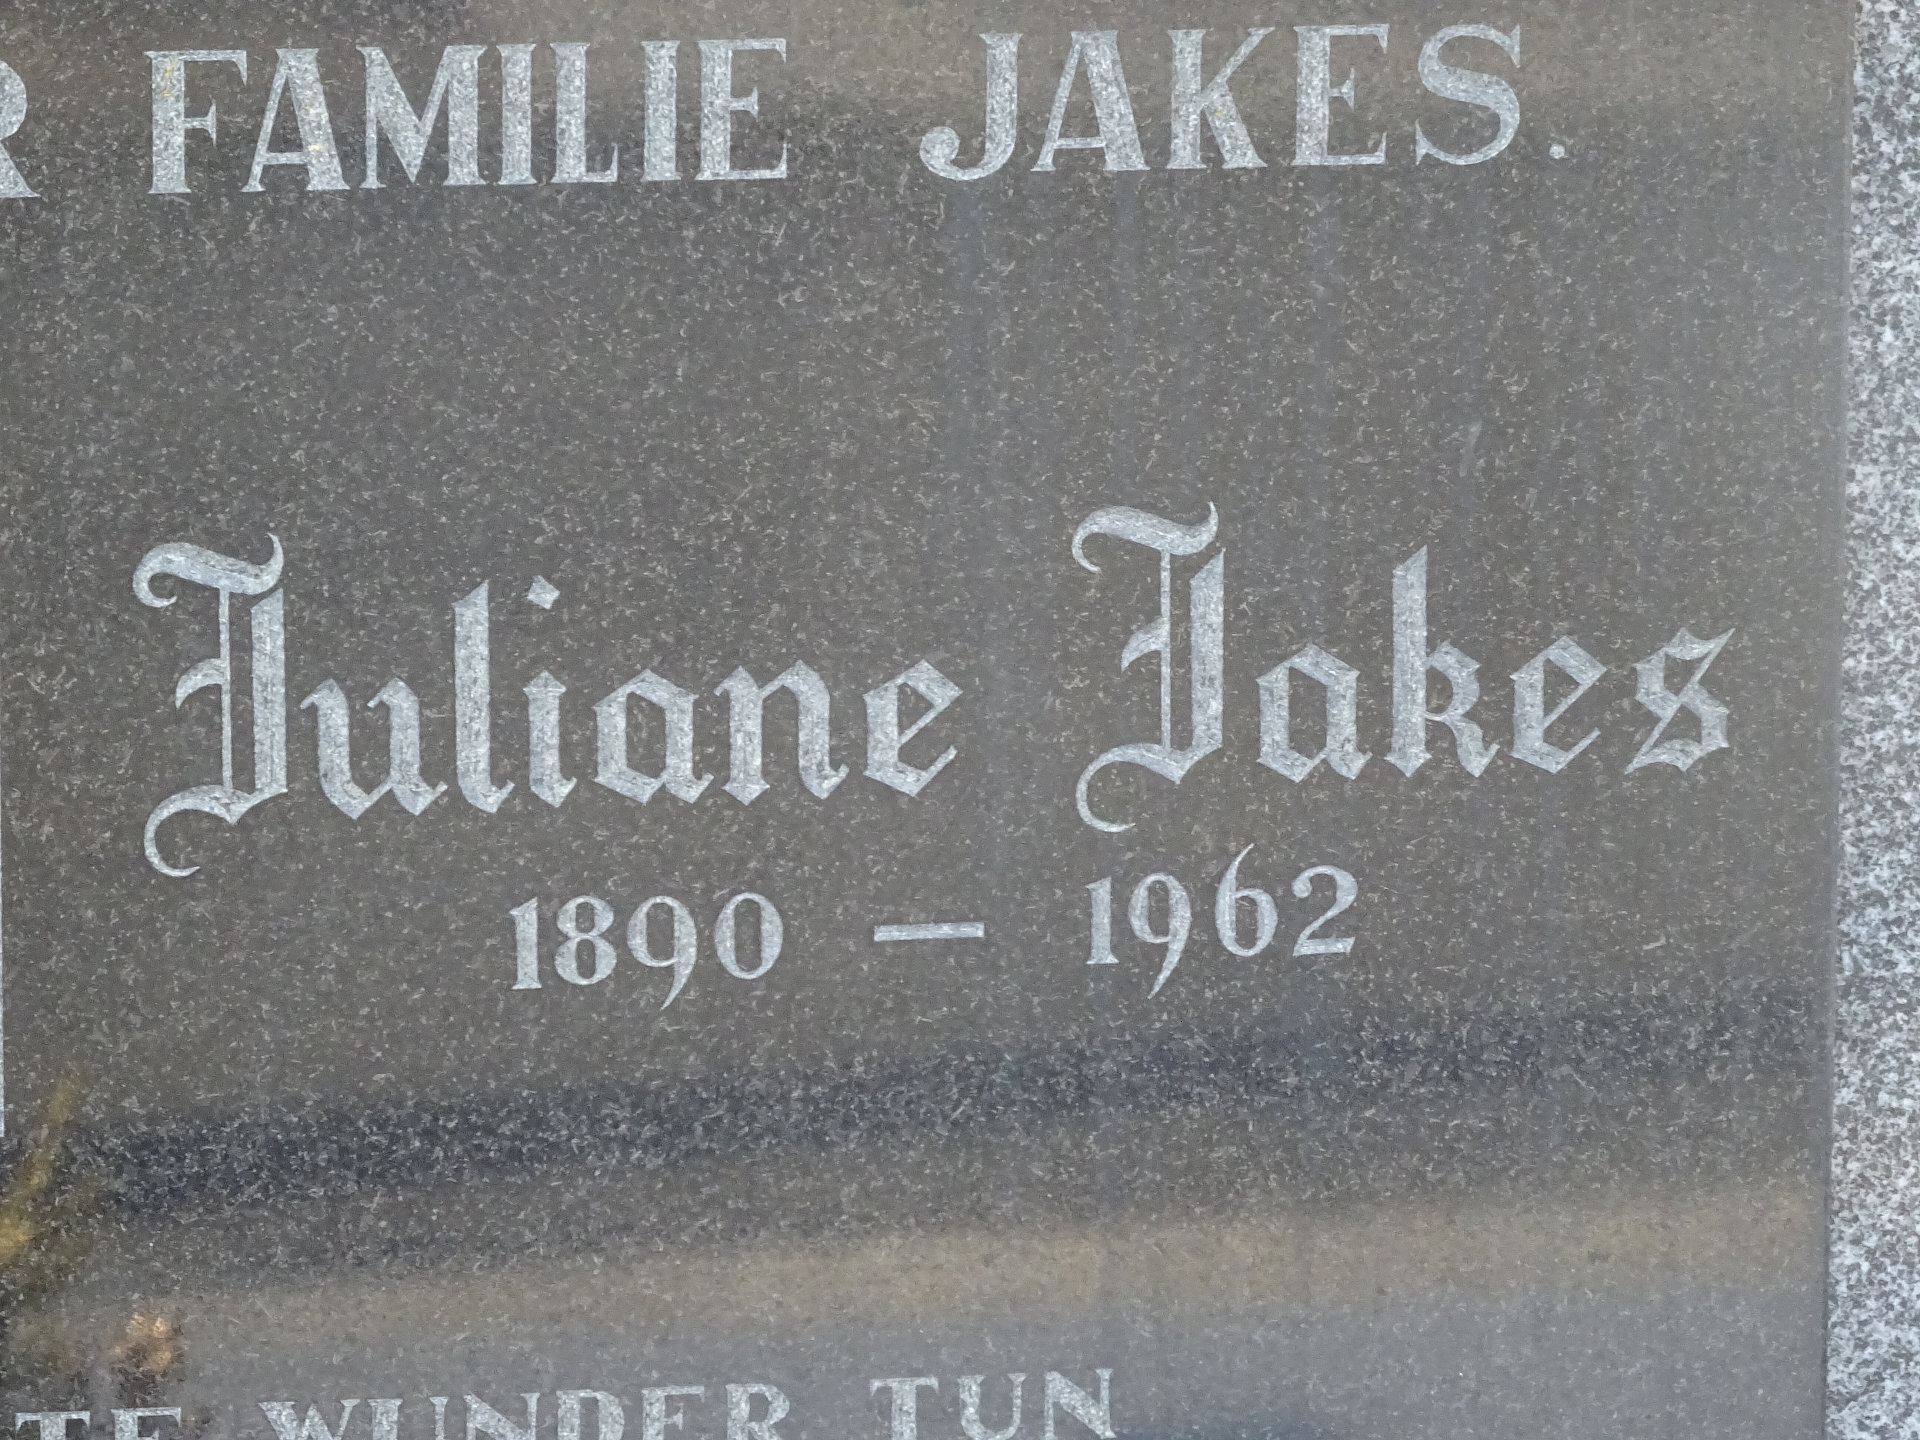 FAMILIE JAKES.
Juliane Jakes
1890 — 1962
WUNDER TUN